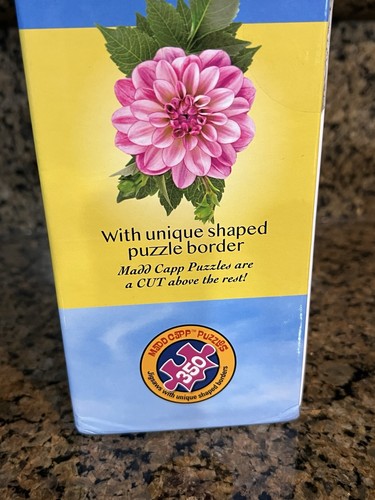 With unique shaped
puzzle border
Madd Capp Puzzles are
a CUT above the rest!
MADD CAPP™ PUZZLES
350
Jigsaws with unique shaped borders